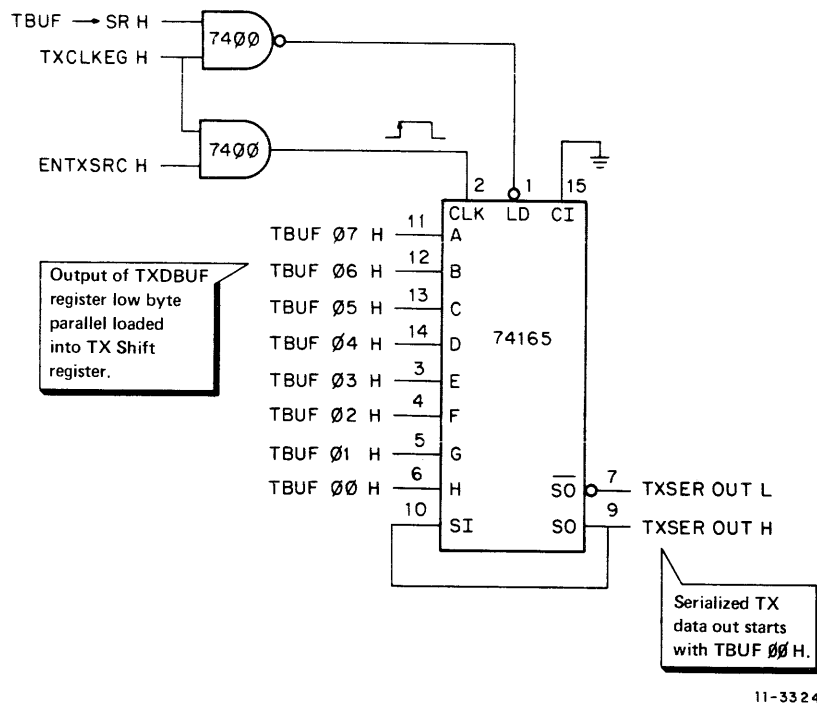 TBUF → SR H
TXCLKEG H
7400
7400
ENTXSRC H
2 1 15
CLK LD CI
TBUF Ø7 H 11 A
TBUF Ø6 H 12 B
TBUF Ø5 H 13 C
TBUF Ø4 H 14 D
TBUF Ø3 H 3 E
TBUF Ø2 H 4 F
TBUF Ø1 H 5 G
TBUF ØØ H 6 H
10 SI
74165
SO 7 TXSER OUT L
SO 9 TXSER OUT H
Output of TXDBUF
register low byte
parallel loaded
into TX Shift
register.
Serialized TX
data out starts
with TBUF ØØ H.
11-3324